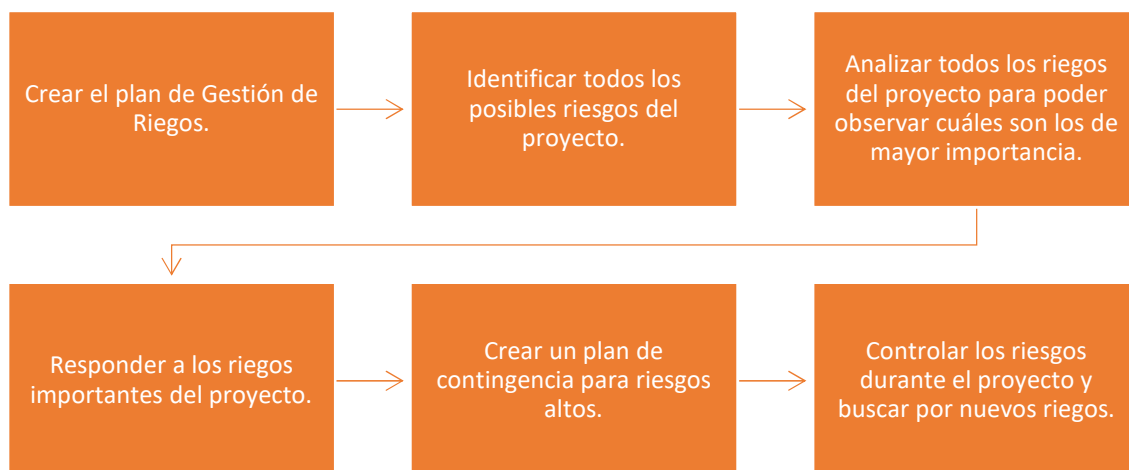 Crear el plan de Gestión de
Riegos.
Identificar todos los
posibles riesgos del
proyecto.
Analizar todos los riegos
del proyecto para poder
observar cuáles son los de
mayor importancia.
Responder a los riegos
importantes del proyecto.
Crear un plan de
contingencia para riesgos
altos.
Controlar los riesgos
durante el proyecto y
buscar por nuevos riegos.